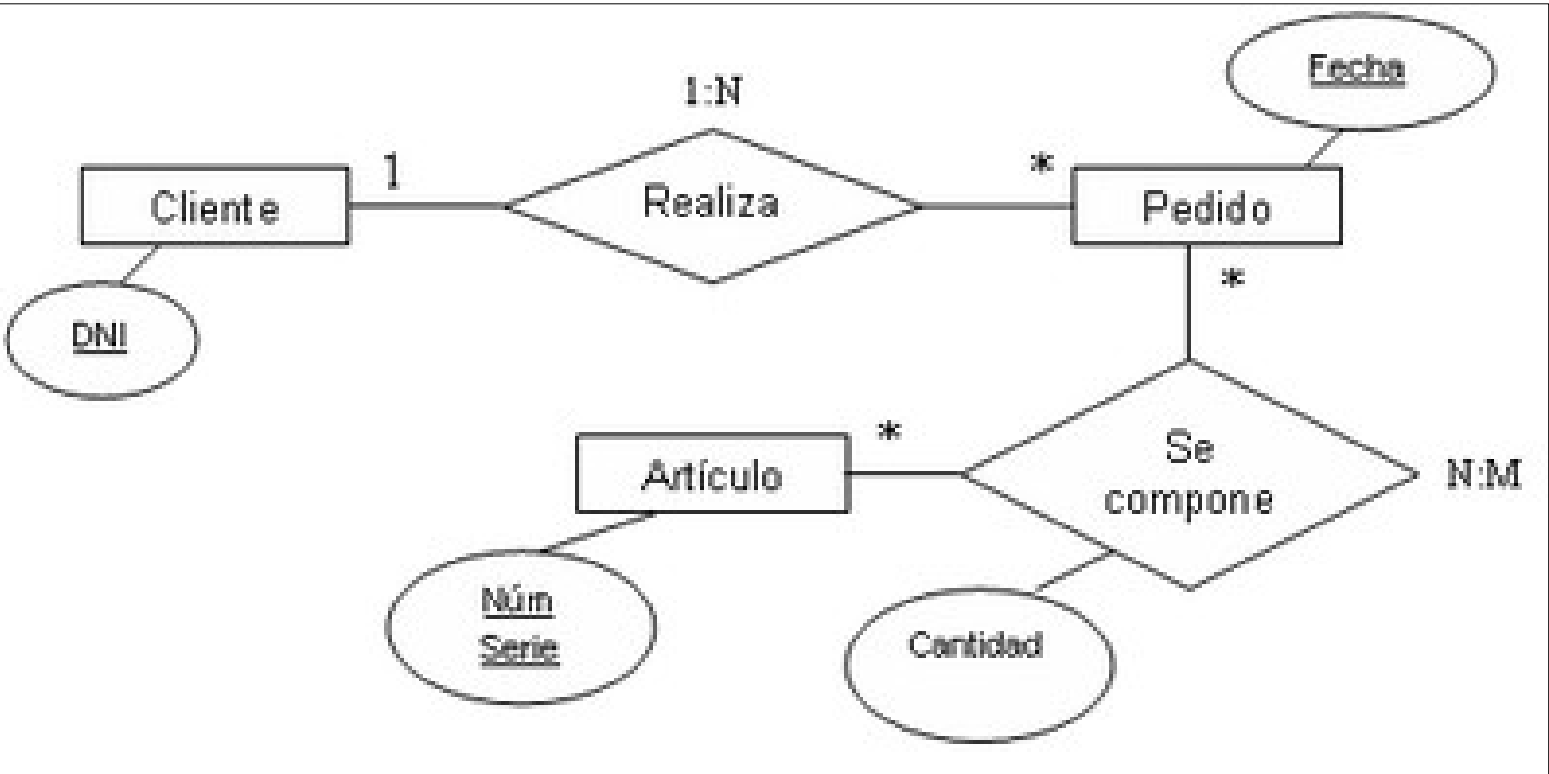 Fecha
1:N
1
*
Cliente
Realiza
Pedido
*
DNI
*
Artículo
Se
compone
N:M
Núm
Serie
Cantidad